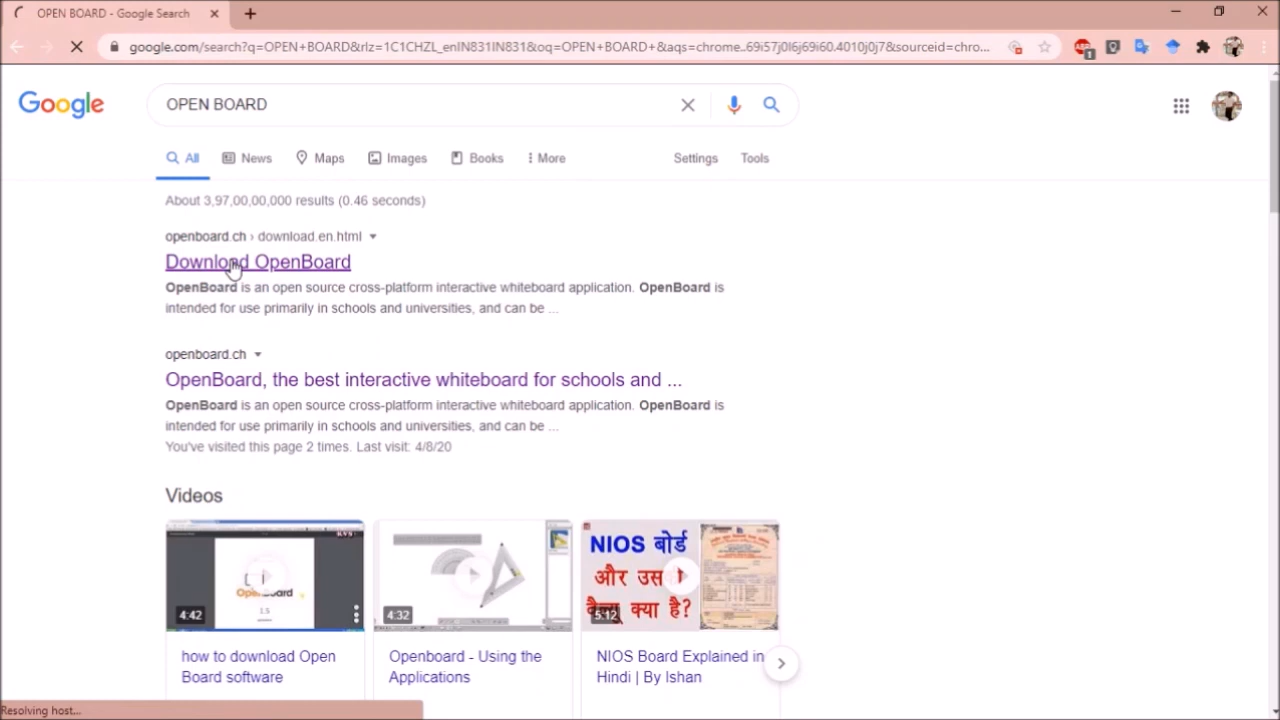 OPEN BOARD - Google Search
google.com/search?q=OPEN+BOARD&rlz=1C1CHZL_enIN831IN831&oq=OPEN+BOARD+&aqs=chrome..69i57j0l6j69i60.4010j0j7&sourceid=chro...
Google
OPEN BOARD
All News Maps Images Books More Settings Tools
About 3,97,00,00,000 results (0.46 seconds)
openboard.ch › download.en.html
Download OpenBoard
OpenBoard is an open source cross-platform interactive whiteboard application. OpenBoard is
intended for use primarily in schools and universities, and can be ...
openboard.ch
OpenBoard, the best interactive whiteboard for schools and ...
OpenBoard is an open source cross-platform interactive whiteboard application. OpenBoard is
intended for use primarily in schools and universities, and can be ...
You've visited this page 2 times. Last visit: 4/8/20
Videos
4:42
4:32
NIOS बोर्ड
और उस
क्या है?
5:12
how to download Open
Board software
Openboard - Using the
Applications
NIOS Board Explained in
Hindi | By Ishan
Resolving host...